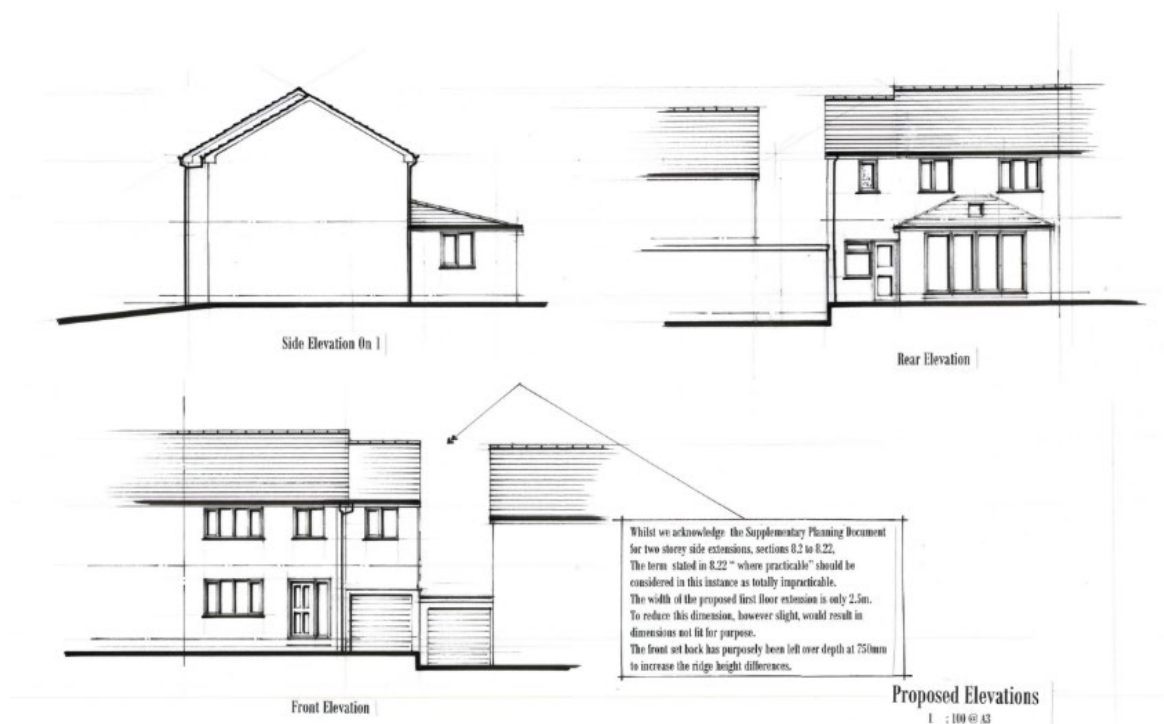 Side Elevation On 1
Rear Elevation
Whilst we acknowledge the Supplementary Planning Document
for two storey side extensions, sections 8.2 to 8.22,
The term stated in 8.22 " where practicable" should be
considered in this instance as totally impracticable.
The width of the proposed first floor extension is only 2.5m.
To reduce this dimension, however slight, would result in
dimensions not fit for purpose.
The front set back has purposely been left over depth at 750mm
to increase the ridge height differences.
Front Elevation
Proposed Elevations
1 : 100 @ A3